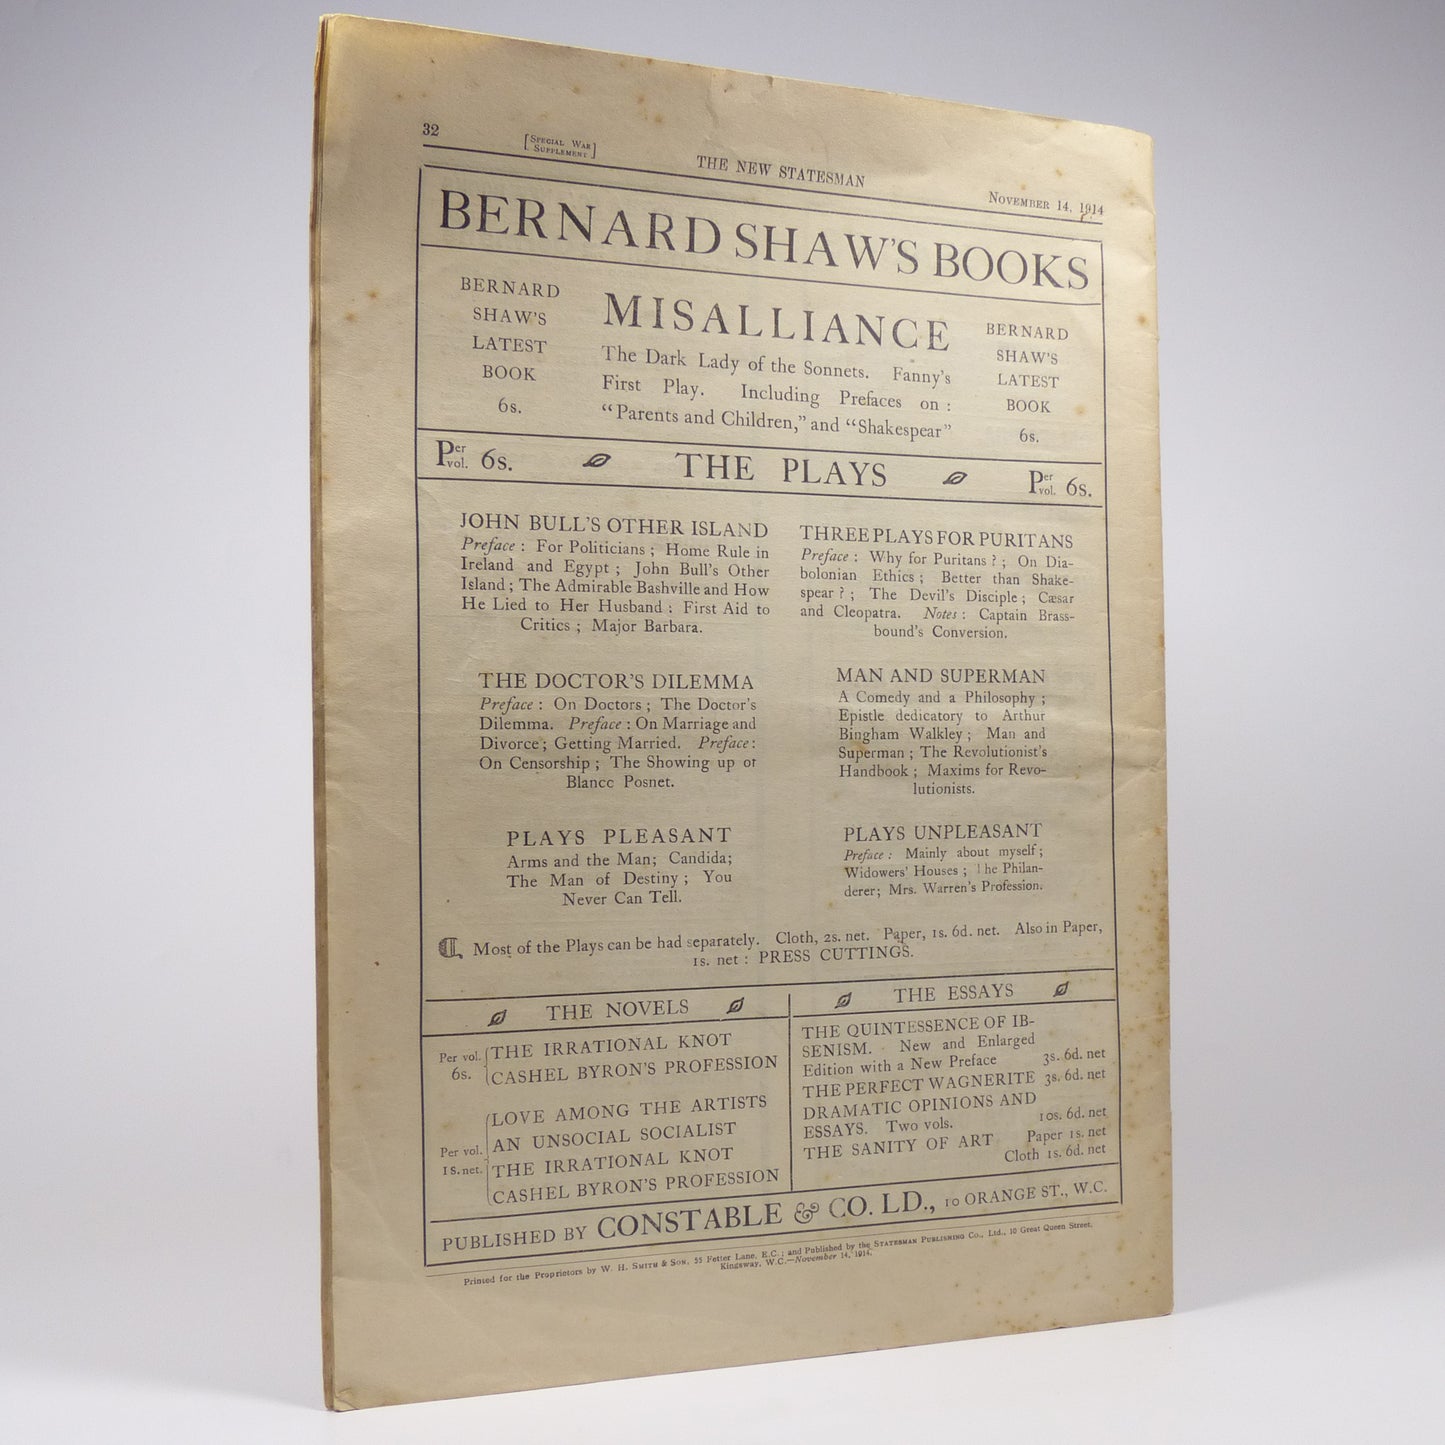 32
[Special War
Supplement]
THE NEW STATESMAN
November 14, 1914
BERNARD SHAW'S BOOKS
BERNARD
SHAW'S
LATEST
BOOK
6s.
MISALLIANCE
The Dark Lady of the Sonnets. Fanny's
First Play. Including Prefaces on :
"Parents and Children," and "Shakespear"
BERNARD
SHAW'S
LATEST
BOOK
6s.
Per vol. 6s.
THE PLAYS
Per vol. 6s.
JOHN BULL'S OTHER ISLAND
Preface : For Politicians ; Home Rule in
Ireland and Egypt ; John Bull's Other
Island ; The Admirable Bashville and How
He Lied to Her Husband : First Aid to
Critics ; Major Barbara.
THREE PLAYS FOR PURITANS
Preface : Why for Puritans ? ; On Dia-
bolonian Ethics ; Better than Shake-
spear ? ; The Devil's Disciple ; Cæsar
and Cleopatra. Notes : Captain Brass-
bound's Conversion.
THE DOCTOR'S DILEMMA
Preface : On Doctors ; The Doctor's
Dilemma. Preface : On Marriage and
Divorce ; Getting Married. Preface :
On Censorship ; The Showing up of
Blanco Posnet.
MAN AND SUPERMAN
A Comedy and a Philosophy ;
Epistle dedicatory to Arthur
Bingham Walkley ; Man and
Superman ; The Revolutionist's
Handbook ; Maxims for Revo-
lutionists.
PLAYS PLEASANT
Arms and the Man; Candida;
The Man of Destiny ; You
Never Can Tell.
PLAYS UNPLEASANT
Preface : Mainly about myself ;
Widowers' Houses ; The Philan-
derer; Mrs. Warren's Profession.
Most of the Plays can be had separately. Cloth, 2s. net. Paper, 1s. 6d. net. Also in Paper,
1s. net : PRESS CUTTINGS.
THE NOVELS
Per vol.
6s.
THE IRRATIONAL KNOT
CASHEL BYRON'S PROFESSION
Per vol.
1s. net.
LOVE AMONG THE ARTISTS
AN UNSOCIAL SOCIALIST
THE IRRATIONAL KNOT
CASHEL BYRON'S PROFESSION
THE ESSAYS
THE QUINTESSENCE OF IB-
SENISM. New and Enlarged
Edition with a New Preface 3s. 6d. net
THE PERFECT WAGNERITE 3s. 6d. net
DRAMATIC OPINIONS AND
ESSAYS. Two vols. 10s. 6d. net
THE SANITY OF ART Paper 1s. net
Cloth 1s. 6d. net
PUBLISHED BY CONSTABLE & CO. LD., 10 ORANGE ST., W.C.
Printed for the Proprietors by W. H. Smith & Son, 55 Fetter Lane, E.C.; and Published by the Statesman Publishing Co., Ltd., 10 Great Queen Street,
Kingsway, W.C.—November 14, 1914.